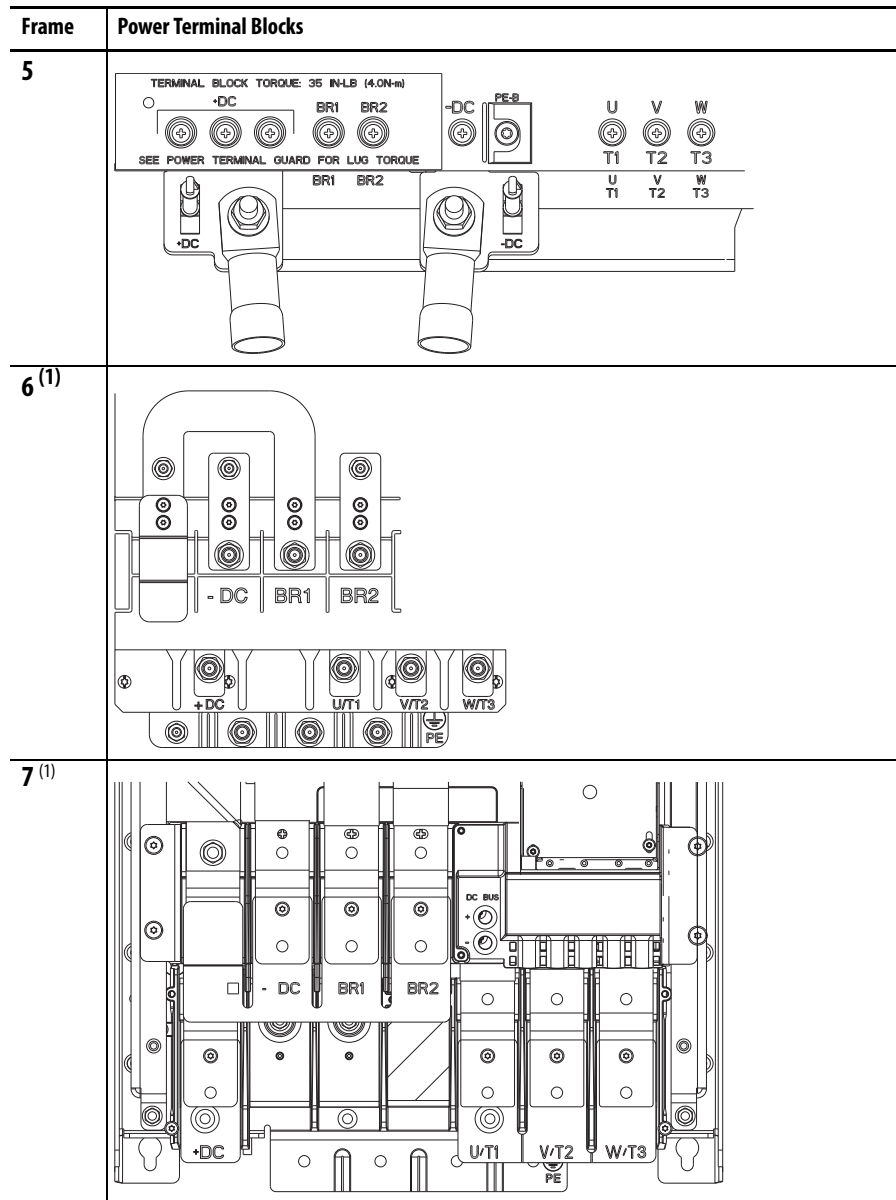 Frame Power Terminal Blocks
5
TERMINAL BLOCK TORQUE: 35 IN-LB (4.0N-m)
+DC BR1 BR2 -DC PE-B U V W
T1 T2 T3
SEE POWER TERMINAL GUARD FOR LUG TORQUE
BR1 BR2 U V W
T1 T2 T3
+DC -DC
6 (1)
- DC BR1 BR2
+ DC U/T1 V/T2 W/T3
PE
7 (1)
DC BUS
+
-
- DC BR1 BR2
+DC U/T1 V/T2 W/T3
PE